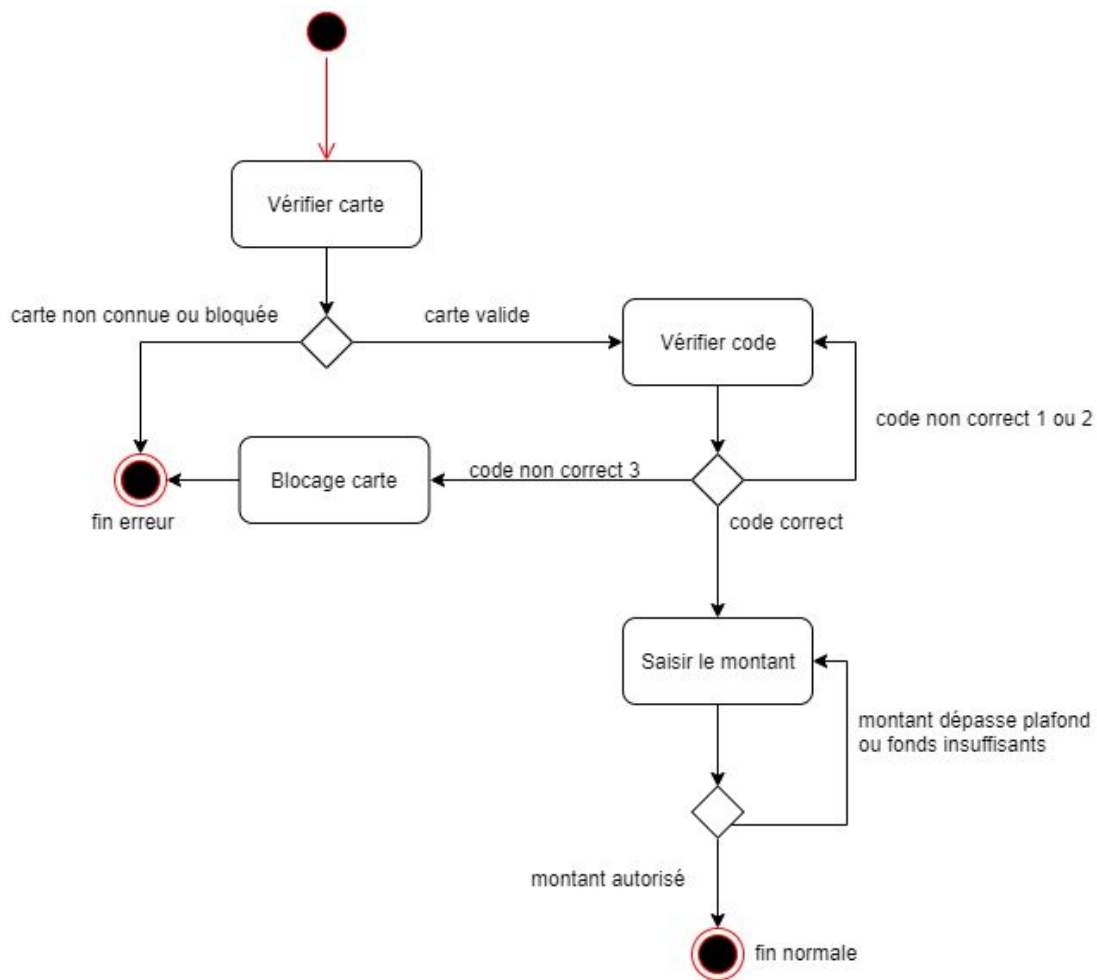 Vérifier carte
carte non connue ou bloquée
carte valide
Vérifier code
code non correct 1 ou 2
Blocage carte
code non correct 3
fin erreur
code correct
Saisir le montant
montant dépasse plafond
ou fonds insuffisants
montant autorisé
fin normale